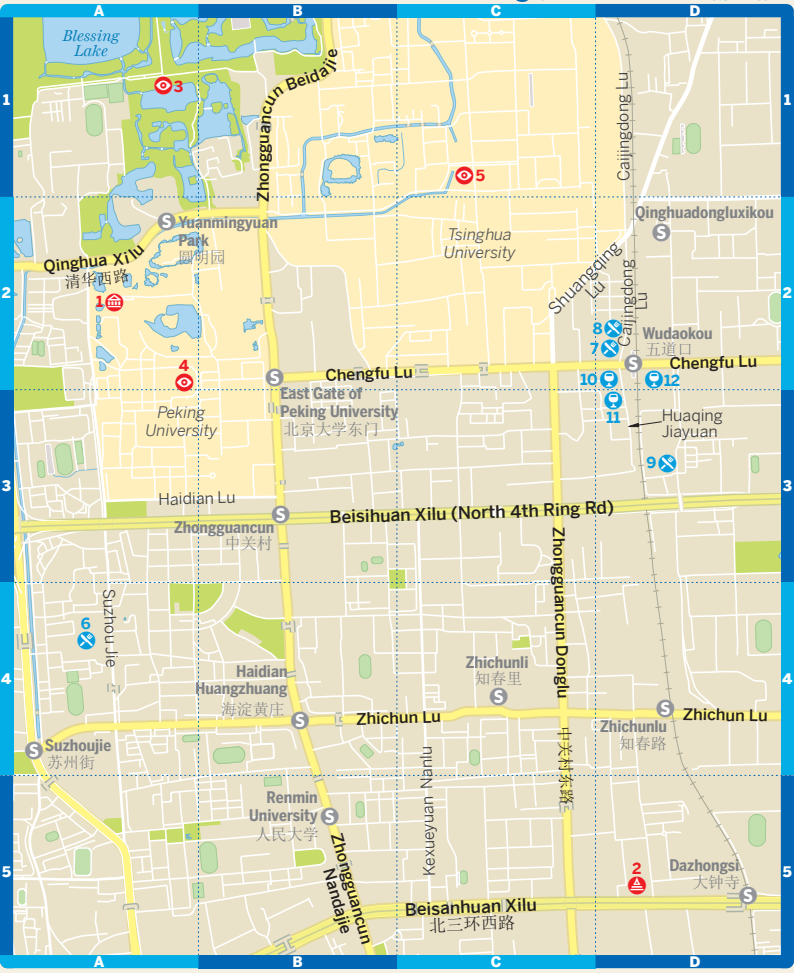 A
B
C
D
1
2
3
4
5
Blessing
Lake
3
Zhongguancun Beidajie
Caijingdong Lu
5
Yuanmingyuan
Park
圆明园
Tsinghua
University
Qinghuadongluxikou
Qinghua Xilu
清华西路
1
Shuangqing
Lu
Caijingdong
Lu
8
7
Wudaokou
五道口
4
Chengfu Lu
Chengfu Lu
East Gate of
Peking University
北京大学东门
10
12
11
Huaqing
Jiayuan
Peking
University
9
Haidian Lu
Zhongguancun
中关村
Beisihuan Xilu (North 4th Ring Rd)
Zhongguancun Donglu
中关村东路
6
Suzhou Jie
Haidian
Huangzhuang
海淀黄庄
Zhichunli
知春里
Zhichun Lu
Zhichun Lu
Zhichunlu
知春路
Suzhoujie
苏州街
Kexueyuan Nanlu
Renmin
University
人民大学
Zhongguancun
Nandajie
2
Dazhongsi
大钟寺
Beisanhuan Xilu
北三环西路
A
B
C
D
1
2
3
4
5